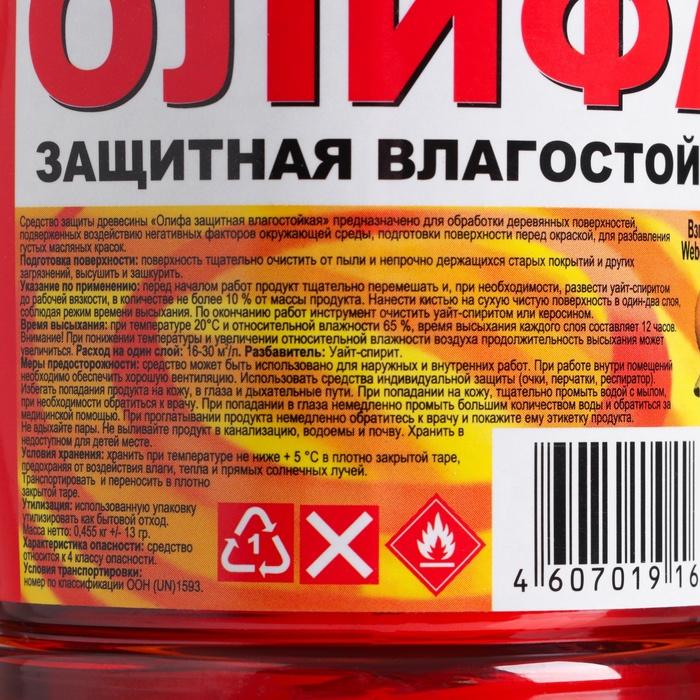 ОЛИФА
ЗАЩИТНАЯ ВЛАГОСТОЙ
Средство защиты древесины «Олифа защитная влагостойкая» предназначено для обработки деревянных поверхностей,
подверженных воздействию негативных факторов окружающей среды, подготовки поверхности перед окраской, для разбавления
густых масляных красок.
Подготовка поверхности: поверхность тщательно очистить от пыли и непрочно держащихся старых покрытий и других
загрязнений, высушить и зашкурить.
Указание по применению: перед началом работ продукт тщательно перемешать и, при необходимости, развести уайт-спиритом
до рабочей вязкости, в количестве не более 10 % от массы продукта. Нанести кистью на сухую чистую поверхность в один-два слоя,
соблюдая режим времени высыхания. По окончанию работ инструмент очистить уайт-спиритом или керосином.
Время высыхания: при температуре 20°С и относительной влажности 65 %, время высыхания каждого слоя составляет 12 часов.
Внимание! При понижении температуры и увеличении относительной влажности воздуха продолжительность высыхания может
увеличиться. Расход на один слой: 16-30 м²/л. Разбавитель: Уайт-спирит.
Меры предосторожности: средство может быть использовано для наружных и внутренних работ. При работе внутри помещений
необходимо обеспечить хорошую вентиляцию. Использовать средства индивидуальной защиты (очки, перчатки, респиратор).
Избегать попадания продукта на кожу, в глаза и дыхательные пути. При попадании на кожу, тщательно промыть водой с мылом,
при необходимости обратиться к врачу. При попадании в глаза немедленно промыть большим количеством воды и обратиться за
медицинской помощью. При проглатывании продукта немедленно обратитесь к врачу и покажите ему этикетку продукта.
Не вдыхайте пары. Не выливайте продукт в канализацию, водоемы и почву. Хранить в
недоступном для детей месте.
Условия хранения: хранить при температуре не ниже + 5 °С в плотно закрытой таре,
предохраняя от воздействия влаги, тепла и прямых солнечных лучей.
Транспортировать и переносить в плотно
закрытой таре.
Утилизация: использованную упаковку
утилизировать как бытовой отход.
Масса нетто: 0,455 кг +/- 13 гр.
Характеристика опасности: средство
относится к 4 классу опасности.
Условия транспортировки:
номер по классификации ООН (UN)1593.
1
Web
4 607019 16